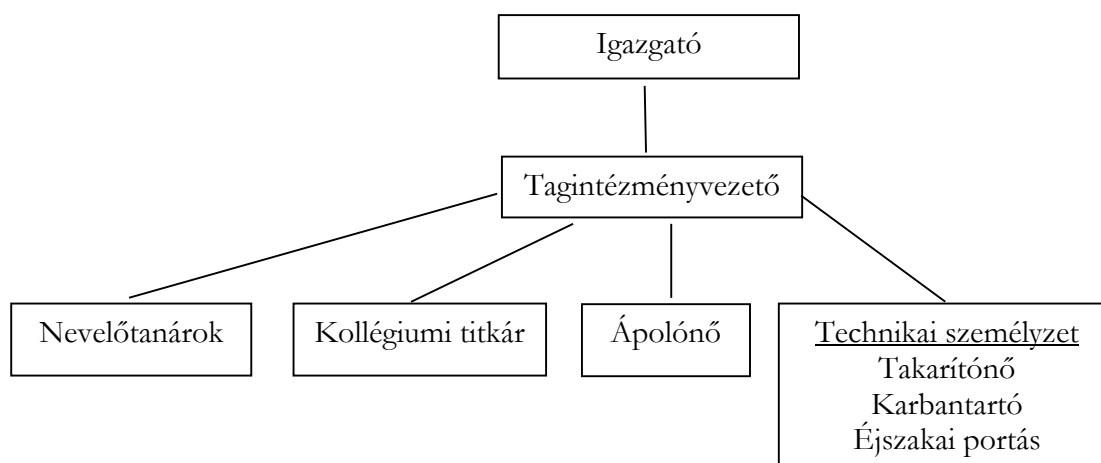 Igazgató
Tagintézményvezető
Nevelőtanárok
Kollégiumi titkár
Ápolónő
Technikai személyzet
Takarítónő
Karbantartó
Éjszakai portás